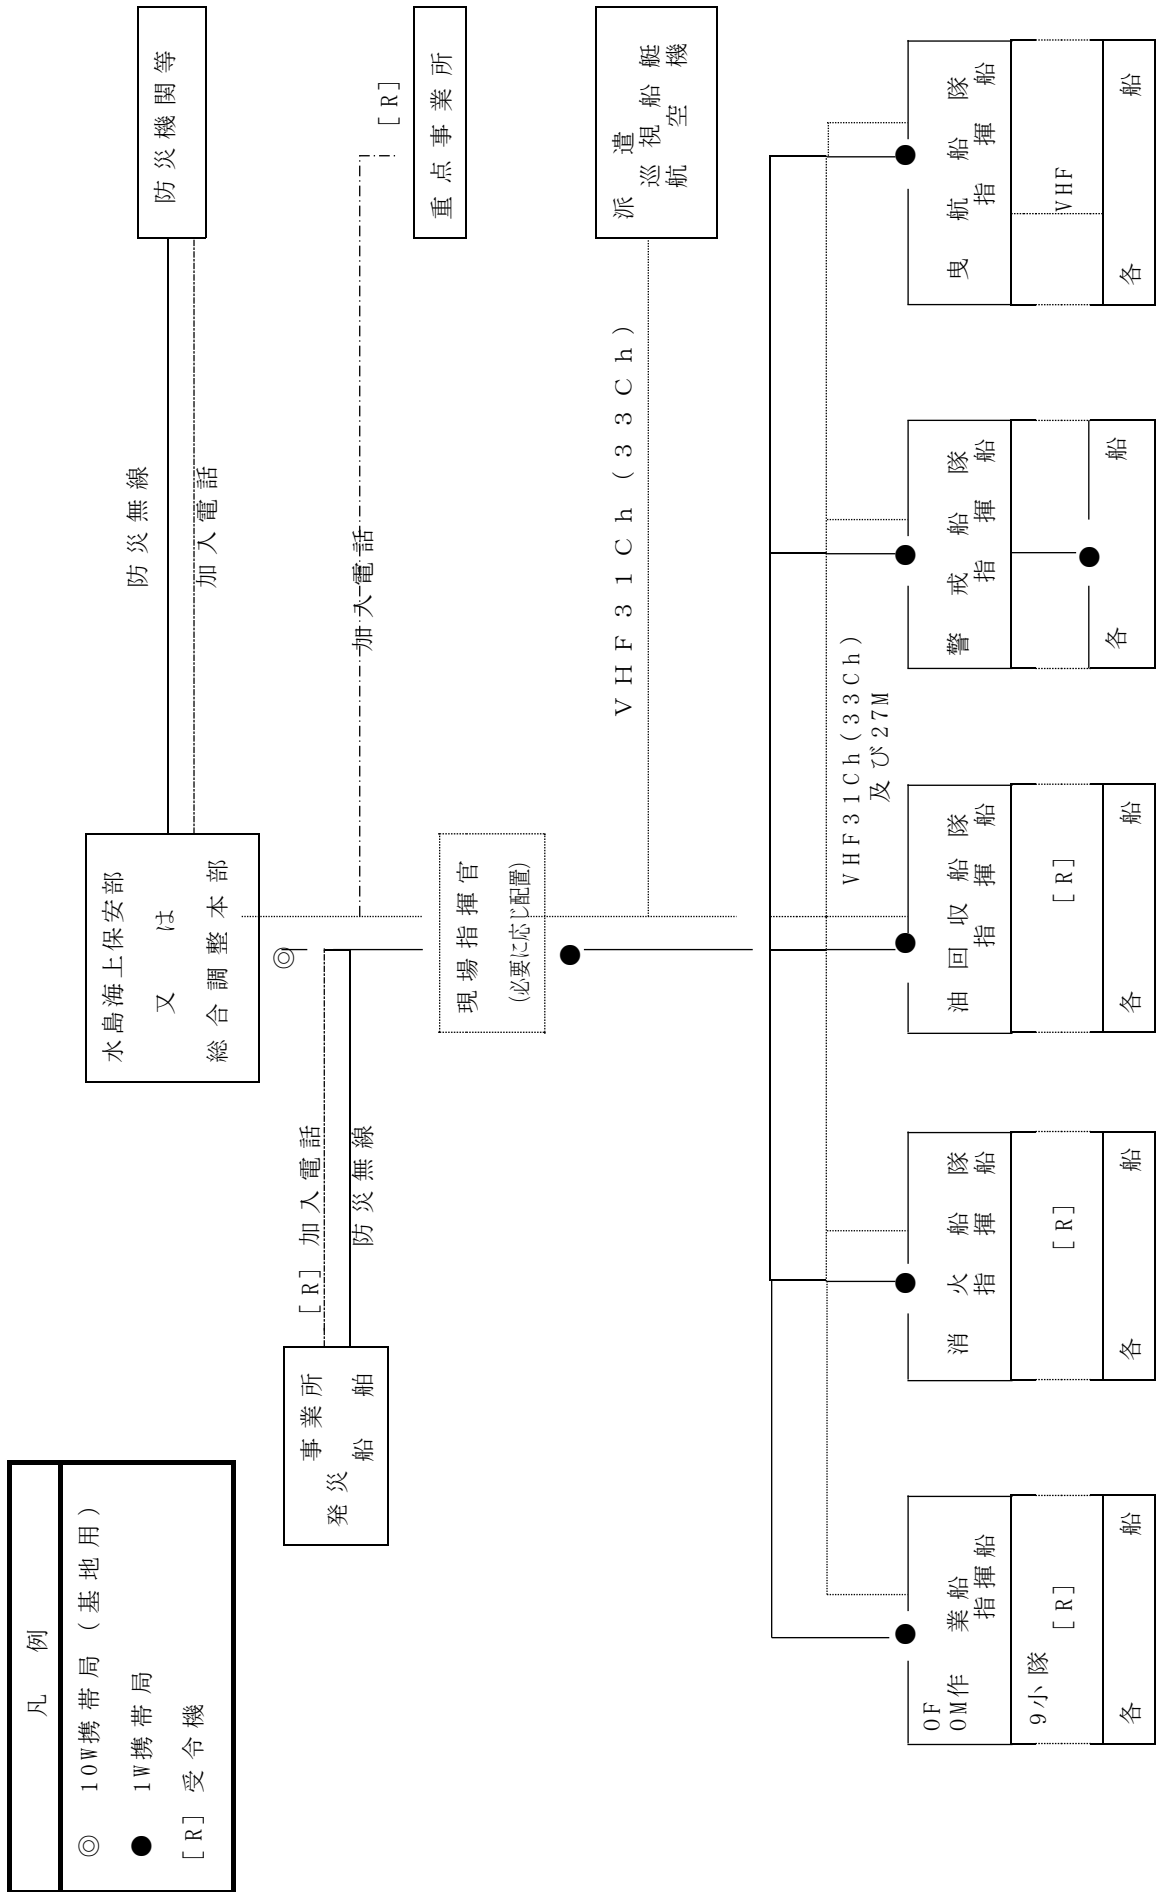 凡　例
◎　10W携帯局（基地用）
●　1W携帯局
[R] 受令機
水島海上保安部
又　は
総合調整本部
防災無線
加入電話
防災機関等
◎
発災
事業所
船舶
[R] 加入電話
防災無線
加入電話
[R]
重点事業所
現場指揮官
(必要に応じ配置)
●
VHF31Ch（33Ch）
派遣
巡視船艇
航空機
VHF31Ch(33Ch)
及び27M
●
OF
OM作業船
指揮船
9小隊
[R]
各船
●
消火船隊
指揮船
[R]
各船
●
油回収船隊
指揮船
[R]
各船
●
警戒船隊
指揮船
●
各船
●
曳航船隊
指揮船
VHF
各船